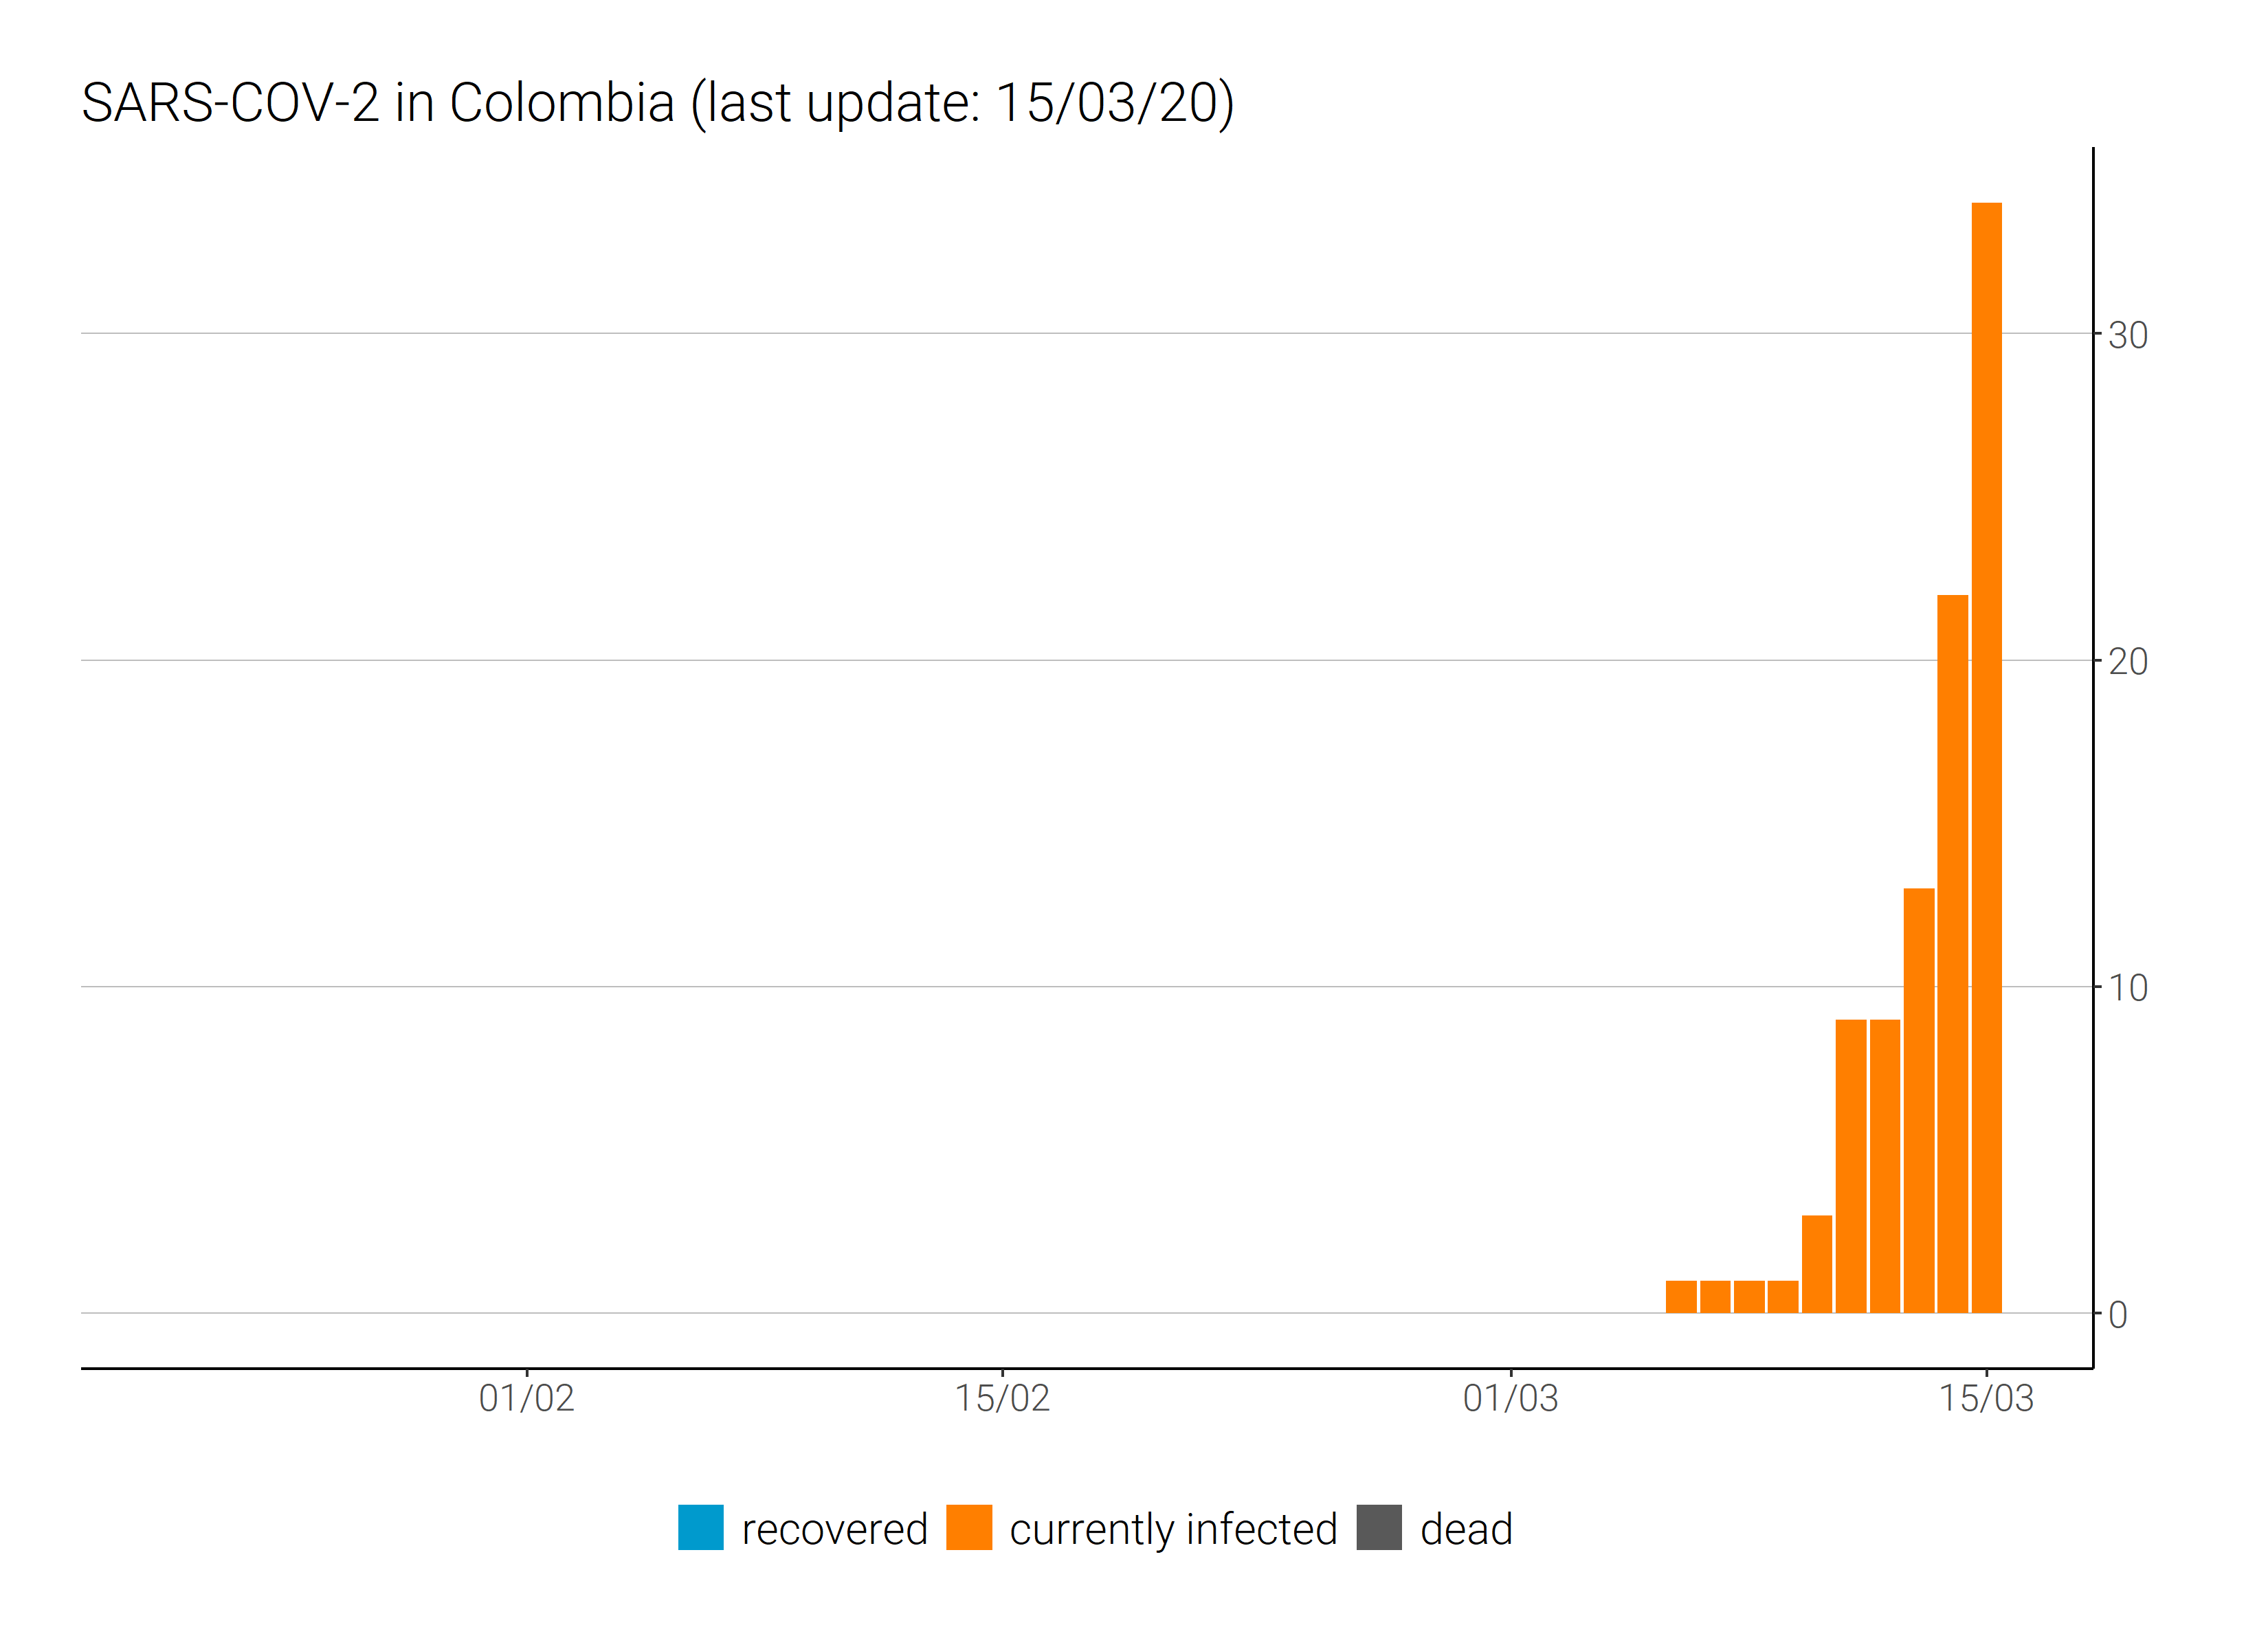 SARS-COV-2 in Colombia (last update: 15/03/20)
30
20
10
0
01/02 15/02 01/03 15/03
recovered currently infected dead